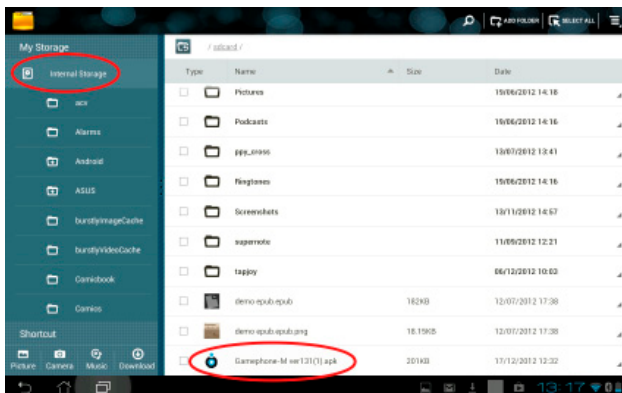 ADD FOLDER SELECT ALL
My Storage
/ sdcard /
Internal Storage
Type Name Size Date
Pictures 19/06/2012 14:18
acv
Podcasts 19/06/2012 14:16
Alarms
ppy_cross 13/07/2012 13:41
Android
Ringtones 19/06/2012 14:16
ASUS
Screenshots 13/11/2012 14:57
burstlyImageCache
supernote 11/09/2012 12:21
burstlyVideoCache
tapjoy 06/12/2012 10:03
Comicbook
demo-epub.epub 182KB 12/07/2012 17:38
Comics
demo-epub.epub.png 18.15KB 12/07/2012 17:38
Shortcut
Gamephone-M ver131(1).apk 201KB 17/12/2012 12:32
Picture Camera Music Download
13:17